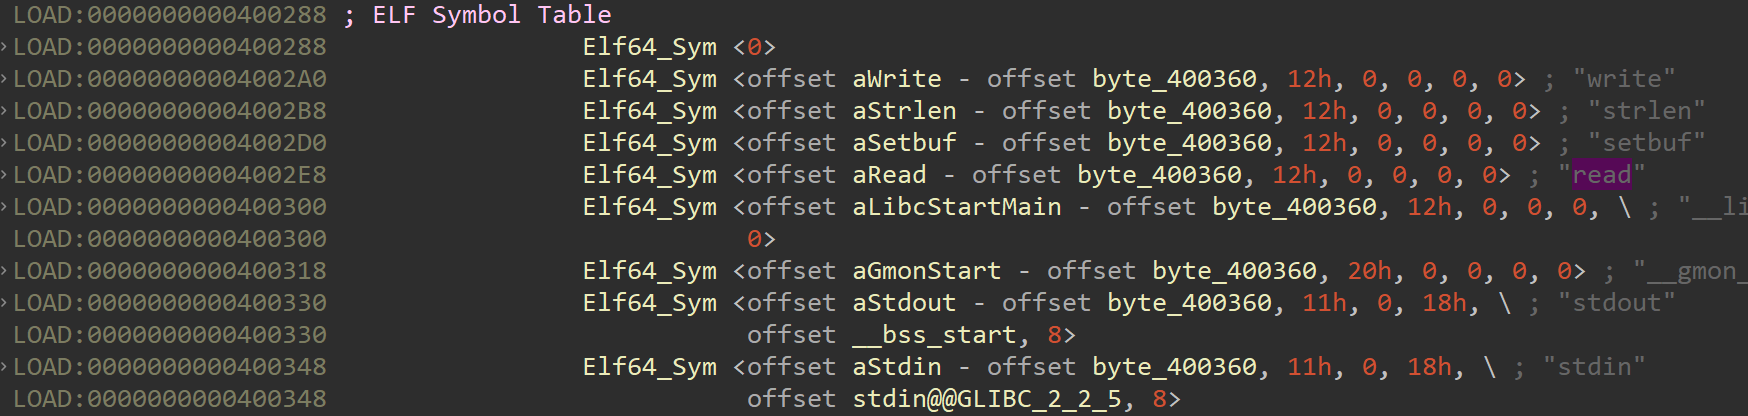 LOAD:0000000000400288 ; ELF Symbol Table
LOAD:0000000000400288 Elf64_Sym <0>
LOAD:00000000004002A0 Elf64_Sym <offset aWrite - offset byte_400360, 12h, 0, 0, 0, 0> ; "write"
LOAD:00000000004002B8 Elf64_Sym <offset aStrlen - offset byte_400360, 12h, 0, 0, 0, 0> ; "strlen"
LOAD:00000000004002D0 Elf64_Sym <offset aSetbuf - offset byte_400360, 12h, 0, 0, 0, 0> ; "setbuf"
LOAD:00000000004002E8 Elf64_Sym <offset aRead - offset byte_400360, 12h, 0, 0, 0, 0> ; "read"
LOAD:0000000000400300 Elf64_Sym <offset aLibcStartMain - offset byte_400360, 12h, 0, 0, 0, \ ; "__li
LOAD:0000000000400300 0>
LOAD:0000000000400318 Elf64_Sym <offset aGmonStart - offset byte_400360, 20h, 0, 0, 0, 0> ; "__gmon_
LOAD:0000000000400330 Elf64_Sym <offset aStdout - offset byte_400360, 11h, 0, 18h, \ ; "stdout"
LOAD:0000000000400330 offset __bss_start, 8>
LOAD:0000000000400348 Elf64_Sym <offset aStdin - offset byte_400360, 11h, 0, 18h, \ ; "stdin"
LOAD:0000000000400348 offset stdin@@GLIBC_2_2_5, 8>